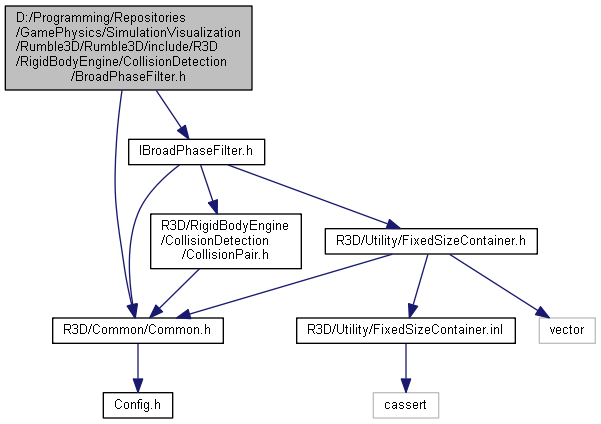 D:/Programming/Repositories
/GamePhysics/SimulationVisualization
/Rumble3D/Rumble3D/include/R3D
/RigidBodyEngine/CollisionDetection
/BroadPhaseFilter.h
IBroadPhaseFilter.h
R3D/RigidBodyEngine
/CollisionDetection
/CollisionPair.h
R3D/Utility/FixedSizeContainer.h
R3D/Common/Common.h
R3D/Utility/FixedSizeContainer.inl
vector
Config.h
cassert